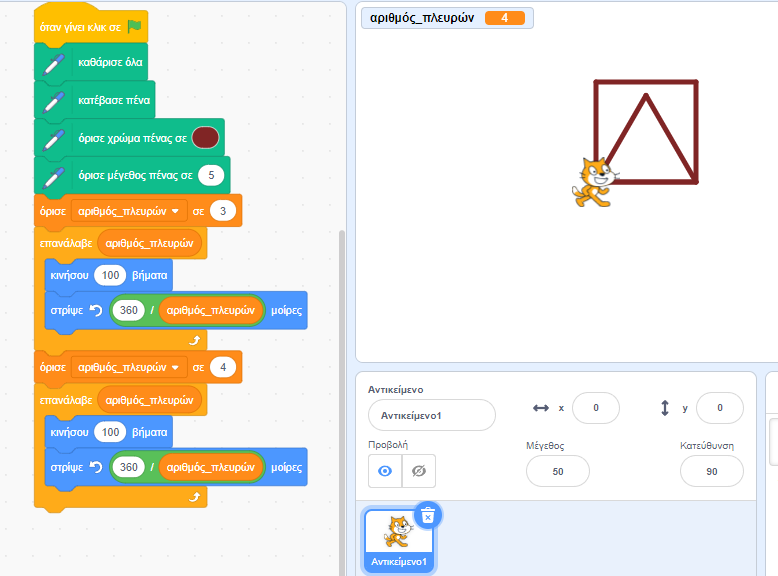 όταν γίνει κλικ σε
καθάρισε όλα
κατέβασε πένα
όρισε χρώμα πένας σε
όρισε μέγεθος πένας σε 5
όρισε αριθμός_πλευρών σε 3
επανάλαβε αριθμός_πλευρών
κινήσου 100 βήματα
στρίψε 360 / αριθμός_πλευρών μοίρες
όρισε αριθμός_πλευρών σε 4
επανάλαβε αριθμός_πλευρών
κινήσου 100 βήματα
στρίψε 360 / αριθμός_πλευρών μοίρες
αριθμός_πλευρών 4
Αντικείμενο
Αντικείμενο1
x 0
y 0
Προβολή
Μέγεθος
50
Κατεύθυνση
90
Αντικείμενο1